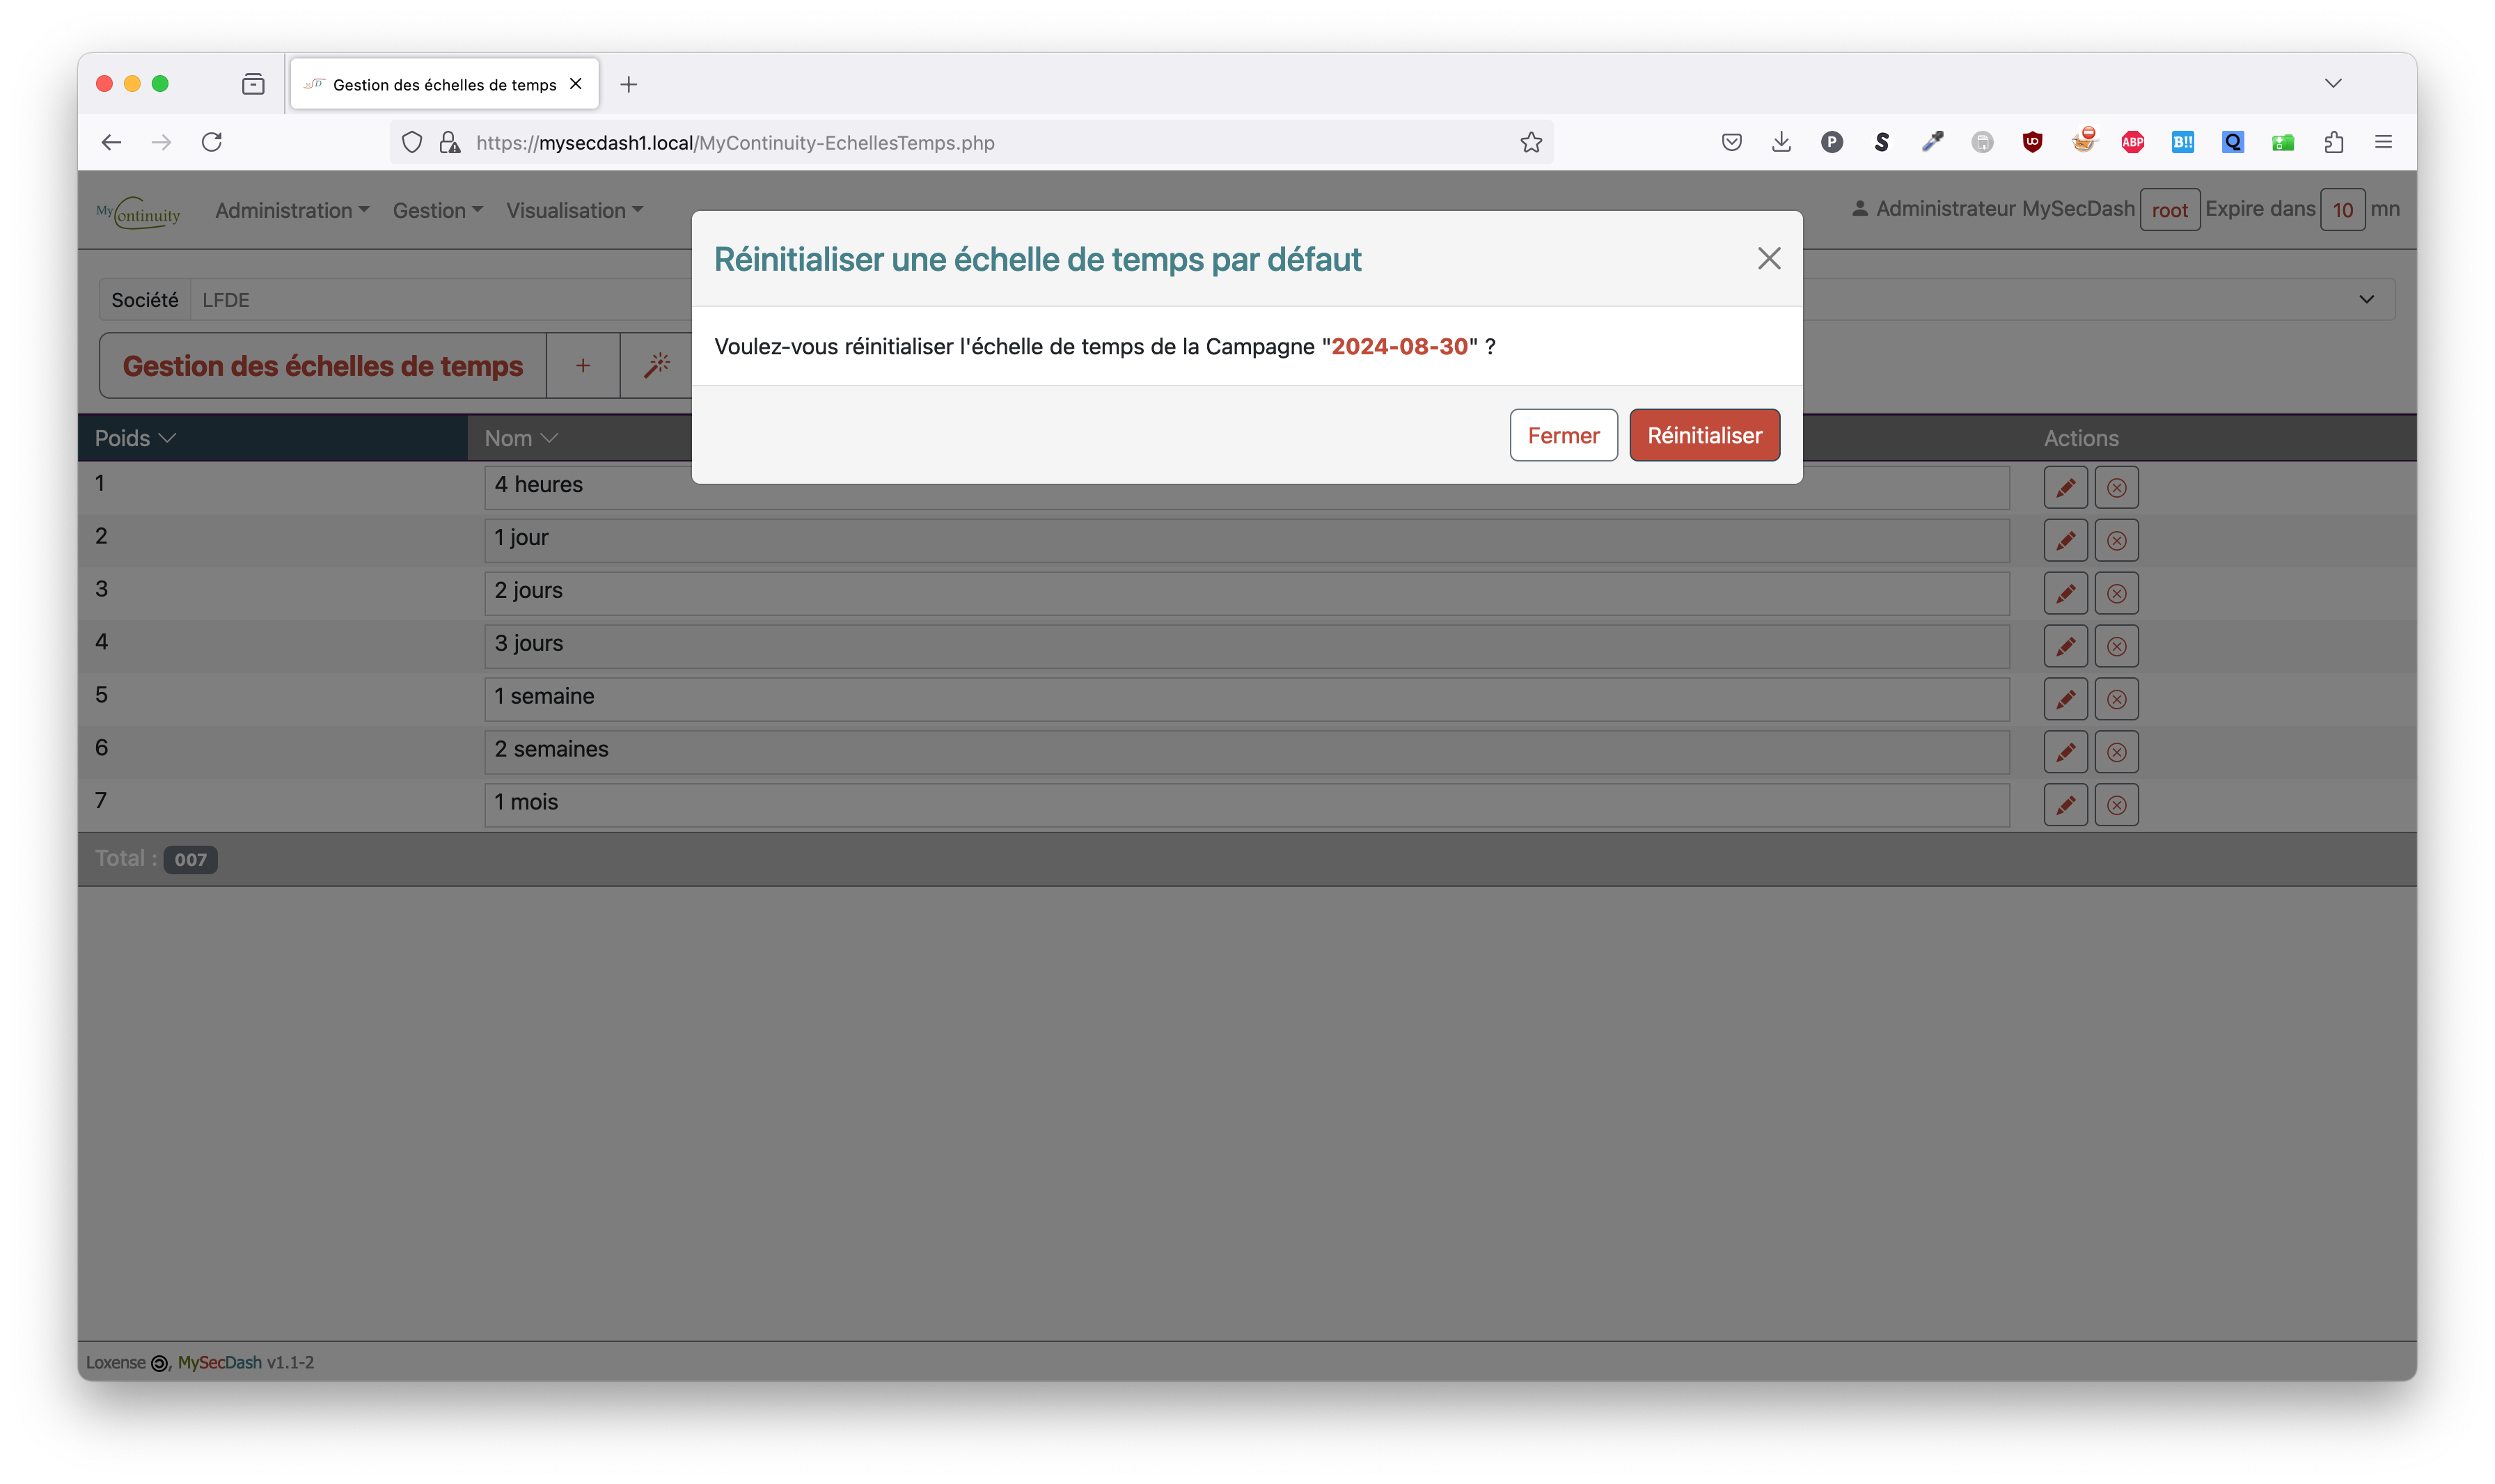 Gestion des échelles de temps
https://mysecdash1.local/MyContinuity-EchellesTemps.php
P
S
UD
ABP
B!!
Q
MyContinuity
Administration
Gestion
Visualisation
Administrateur MySecDash root Expire dans 10 mn
Réinitialiser une échelle de temps par défaut
Société LFDE
Voulez-vous réinitialiser l'échelle de temps de la Campagne "2024-08-30" ?
Gestion des échelles de temps +
Fermer Réinitialiser
Poids Nom Actions
1 4 heures
2 1 jour
3 2 jours
4 3 jours
5 1 semaine
6 2 semaines
7 1 mois
Total : 007
Loxense, MySecDash v1.1-2